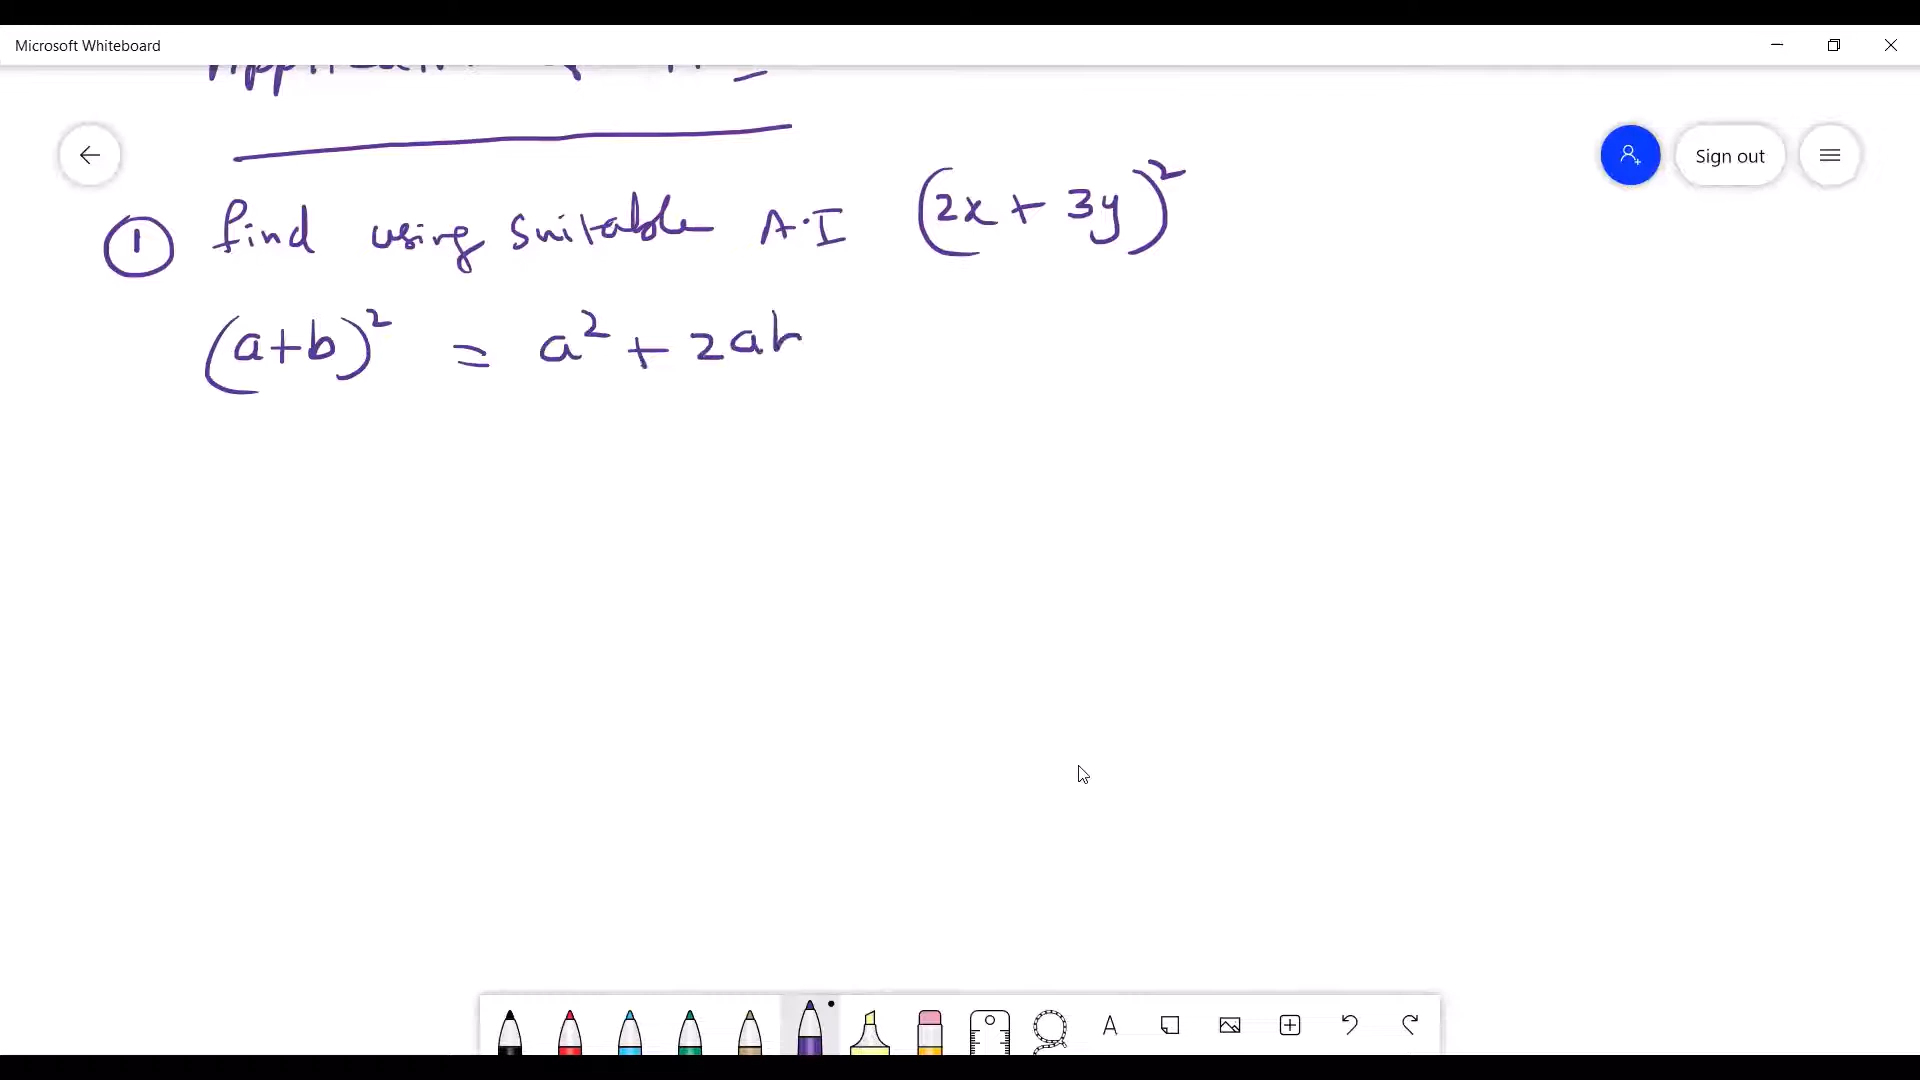 Microsoft Whiteboard
Sign out
① find using suitable A.I (2x + 3y)²
(a+b)² = a² + 2ab
A